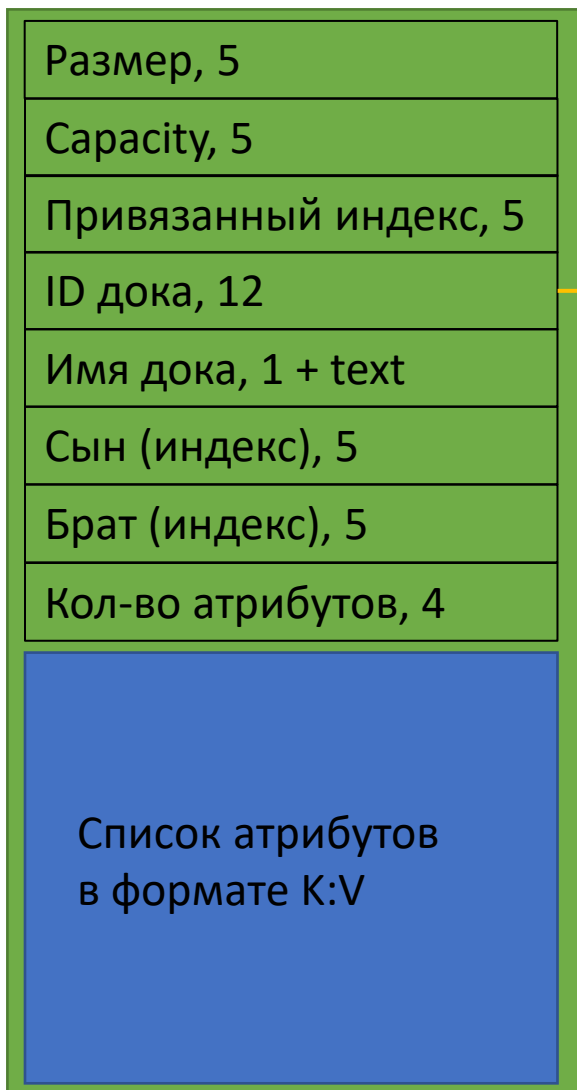 Размер, 5
Capacity, 5
Привязанный индекс, 5
ID дока, 12
Имя дока, 1 + text
Сын (индекс), 5
Брат (индекс), 5
Кол-во атрибутов, 4
Список атрибутов
в формате K:V